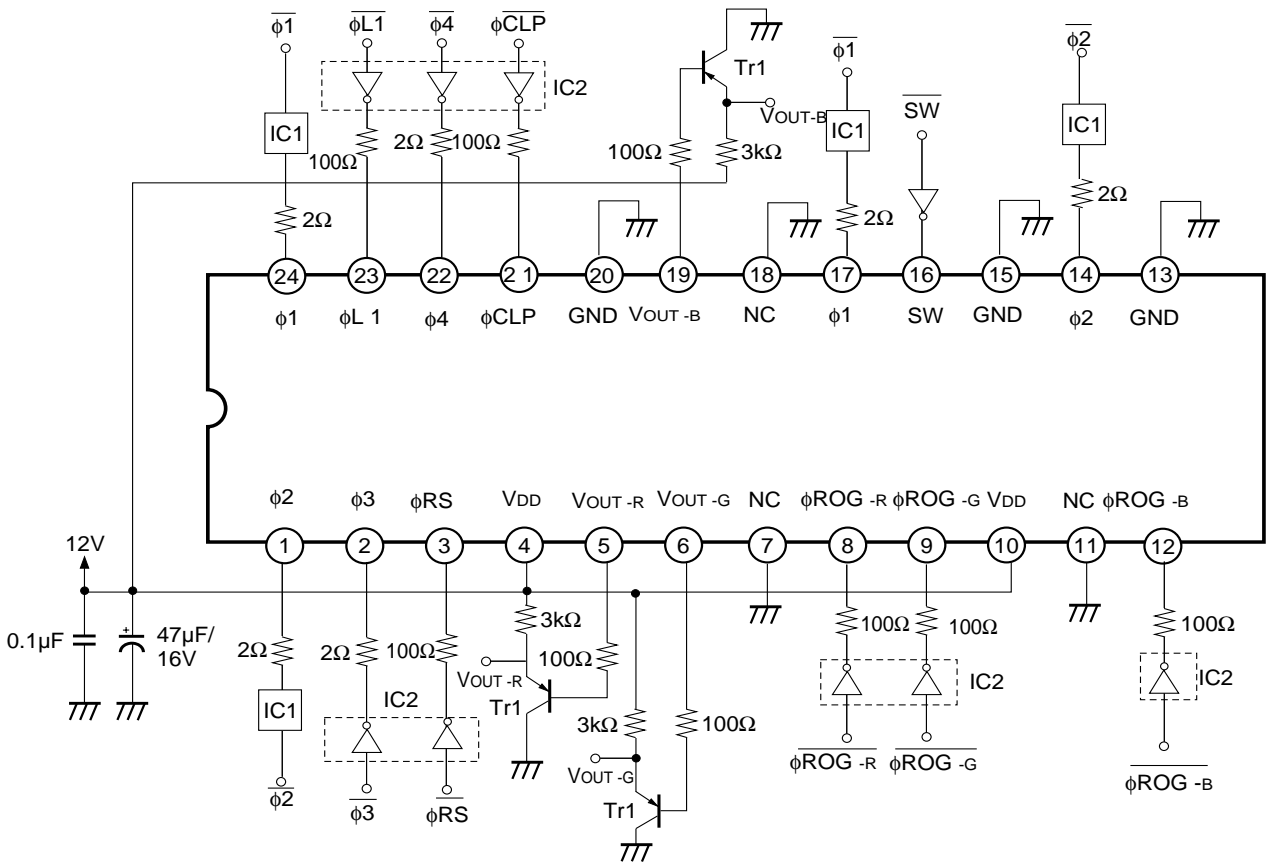 φ1 φL1 φ4 φCLP
IC2
Tr1
VOUT-B
φ1
SW
φ2
IC1
100Ω 2Ω 100Ω
100Ω
3kΩ
IC1
IC1
2Ω
2Ω
2Ω
24 23 22 2 1 20 19 18 17 16 15 14 13
φ1 φL 1 φ4 φCLP GND VOUT -B NC φ1 SW GND φ2 GND
φ2 φ3 φRS VDD VOUT -R VOUT -G NC φROG -R φROG -G VDD NC φROG -B
1 2 3 4 5 6 7 8 9 10 11 12
12V
0.1μF
+
47μF/
16V
2Ω
2Ω
100Ω
3kΩ
100Ω
VOUT -R
Tr1
100Ω
100Ω
100Ω
IC1
IC2
3kΩ
100Ω
IC2
IC2
VOUT -G
Tr1
φ2
φ3
φRS
φROG -R
φROG -G
φROG -B